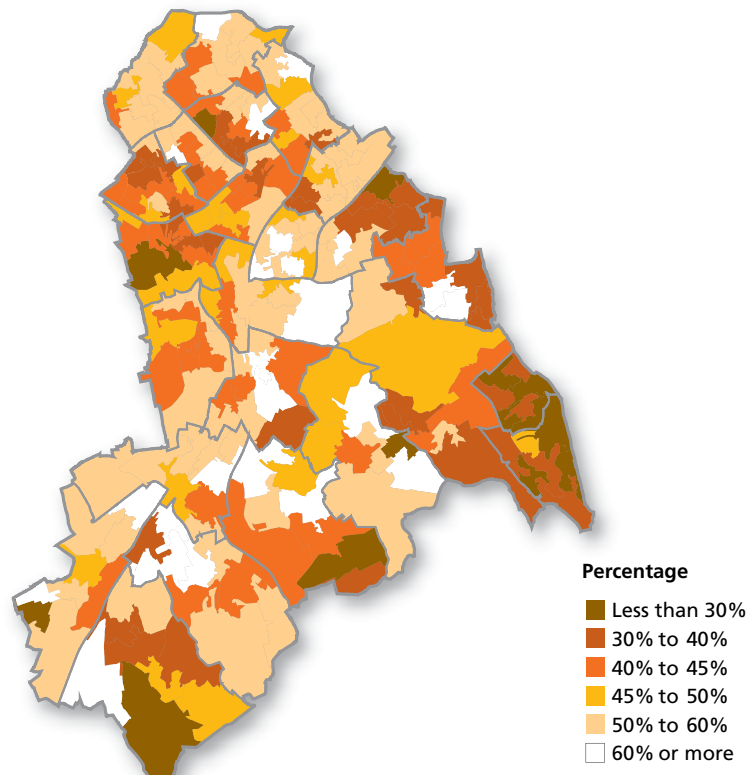 Percentage
Less than 30%
30% to 40%
40% to 45%
45% to 50%
50% to 60%
60% or more